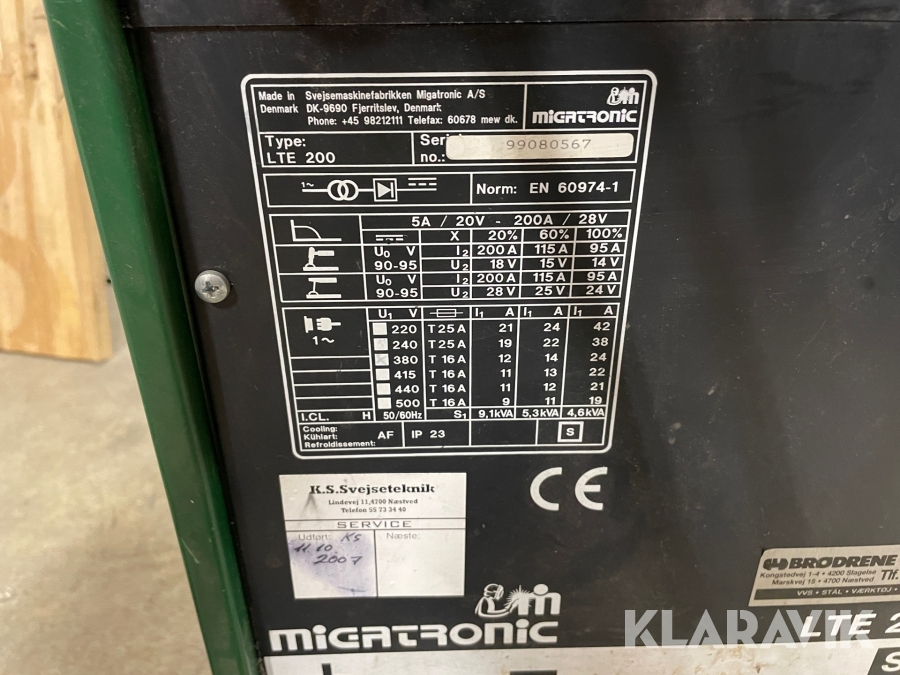 Made in Svejsemaskinefabrikken Migatronic A/S
Denmark DK-9690 Fjerritslev, Denmark
Phone: +45 98212111 Telefax: 60678 mew dk.
MIGATRONIC
Type: Serial
LTE 200 no.: 99080567
1~ Norm: EN 60974-1
5A / 20V - 200A / 28V
X 20% 60% 100%
U0 V I2 200 A 115 A 95 A
90-95 U2 18 V 15 V 14 V
U0 V I2 200 A 115 A 95 A
90-95 U2 28 V 25 V 24 V
U1 V I1 A I1 A I1 A
220 T 25 A 21 24 42
1~ 240 T 25 A 19 22 38
X 380 T 16 A 12 14 24
415 T 16 A 11 13 22
440 T 16 A 11 12 21
500 T 16 A 9 11 19
I.CL. H 50/60Hz S1 9,1kVA 5,3kVA 4,6kVA
Cooling:
Kühlart: AF IP 23 S
Refroidissement:
CE
K.S.Svejseteknik
Lindevej 11,4700 Næstved
Telefon 55 73 34 40
SERVICE
Udført: KS Næste:
11.10.
2007
BRØDRENE
Kongstedvej 1-4 • 4200 Slagelse
Marskvej 15 • 4700 Næstved Tlf.
VVS • STÅL • VÆRKTØJ •
MIGATRONIC
LTE 2
KLARAVIK
S